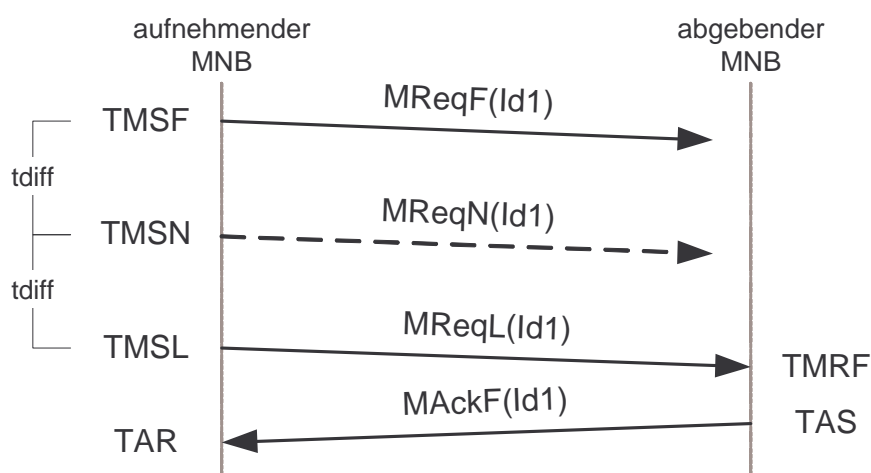 aufnehmender
MNB
abgebender
MNB
MReqF(Id1)
TMSF
tdiff
MReqN(Id1)
TMSN
tdiff
MReqL(Id1)
TMSL
TMRF
MAckF(Id1)
TAS
TAR